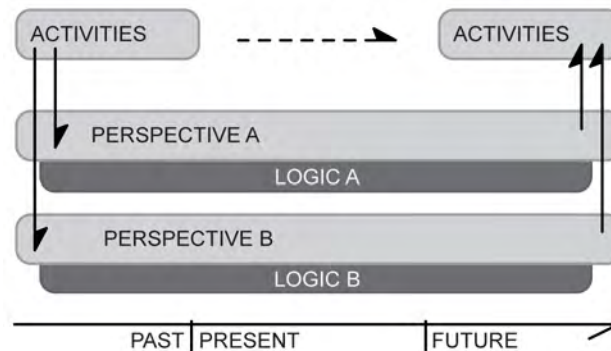 ACTIVITIES ACTIVITIES
PERSPECTIVE A
LOGIC A
PERSPECTIVE B
LOGIC B
PAST PRESENT FUTURE